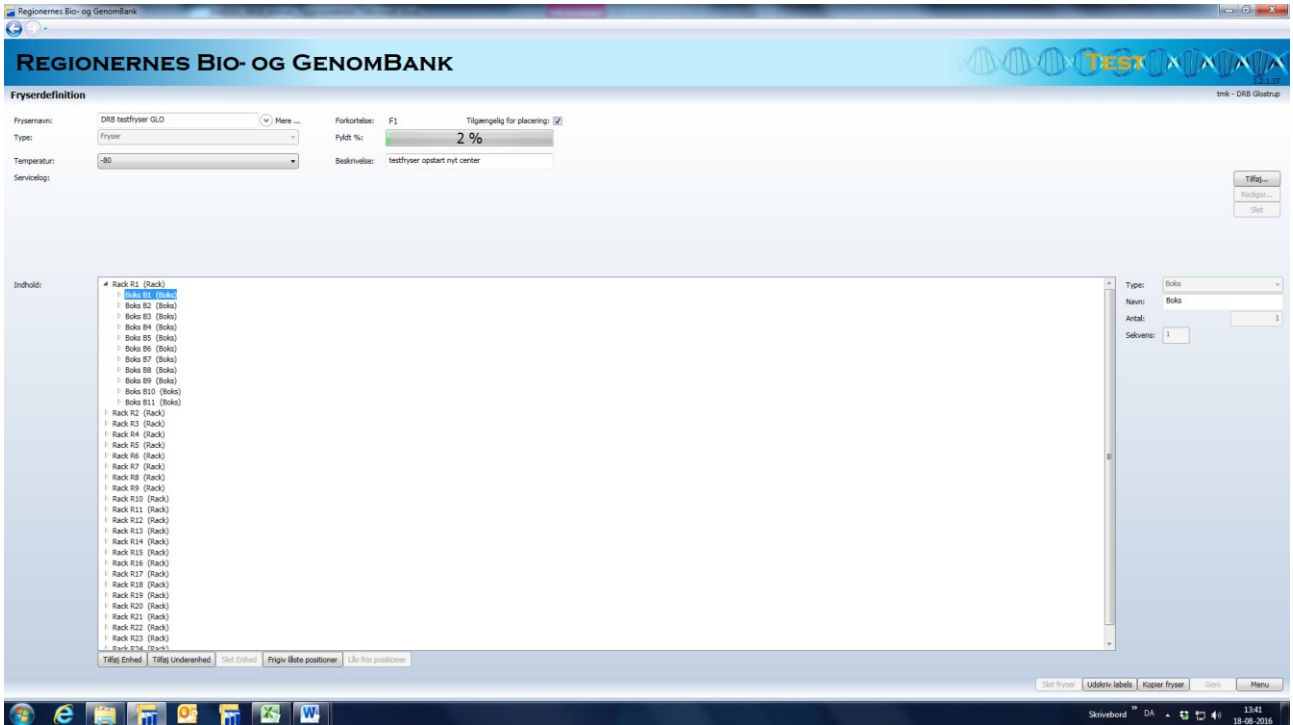 Regionernes Bio- og GenomBank
REGIONERNES BIO- OG GENOMBANK
TEST
1.2.1.37
Fryserdefinition
tmk - DRB Glostrup
Frysernavn: DRB testfryser GLO Mere ... Forkortelse: F1 Tilgængelig for placering:
Type: Fryser Fyldt %: 2 %
Temperatur: -80 Beskrivelse: testfryser opstart nyt center
Servicelog:
Tilføj...
Rediger...
Slet
Indhold:
Rack R1 (Rack)
Boks B1 (Boks)
Boks B2 (Boks)
Boks B3 (Boks)
Boks B4 (Boks)
Boks B5 (Boks)
Boks B6 (Boks)
Boks B7 (Boks)
Boks B8 (Boks)
Boks B9 (Boks)
Boks B10 (Boks)
Boks B11 (Boks)
Rack R2 (Rack)
Rack R3 (Rack)
Rack R4 (Rack)
Rack R5 (Rack)
Rack R6 (Rack)
Rack R7 (Rack)
Rack R8 (Rack)
Rack R9 (Rack)
Rack R10 (Rack)
Rack R11 (Rack)
Rack R12 (Rack)
Rack R13 (Rack)
Rack R14 (Rack)
Rack R15 (Rack)
Rack R16 (Rack)
Rack R17 (Rack)
Rack R18 (Rack)
Rack R19 (Rack)
Rack R20 (Rack)
Rack R21 (Rack)
Rack R22 (Rack)
Rack R23 (Rack)
Rack R24 (Rack)
Type: Boks
Navn: Boks
Antal: 1
Sekvens: 1
Tilføj Enhed Tilføj Underenhed Slet Enhed Frigiv låste positioner Lås frie positioner
Slet fryser Udskriv labels Kopier fryser Gem Menu
Skrivebord DA 13:41
18-08-2016